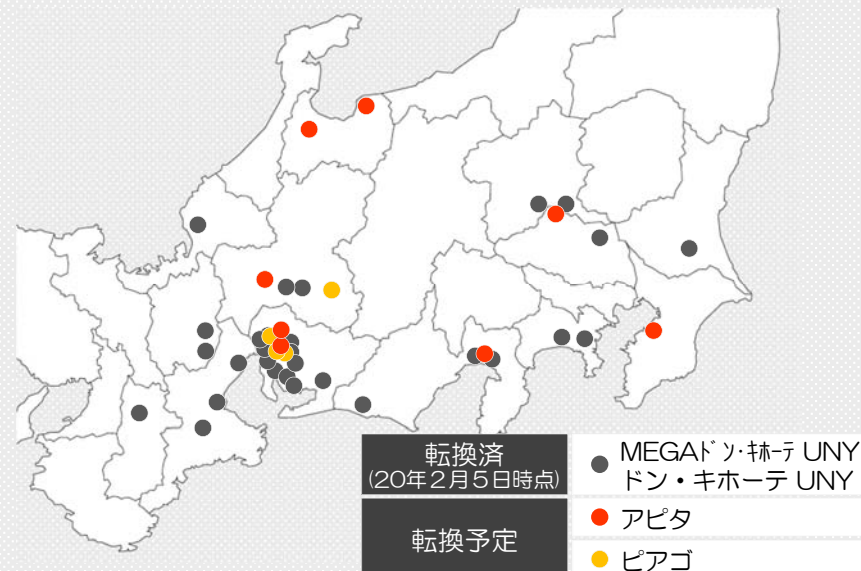 転換済
(20年2月5日時点)
MEGAドン・キホーテ UNY
ドン・キホーテ UNY
転換予定
アピタ
ピアゴ